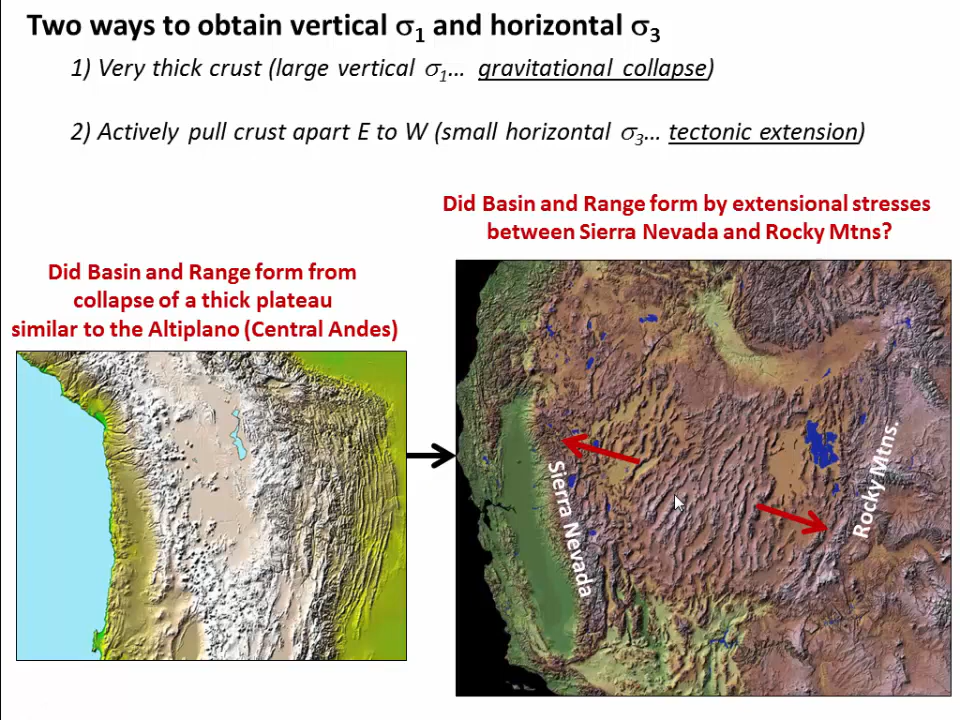 Two ways to obtain vertical σ1 and horizontal σ3
1) Very thick crust (large vertical σ1… gravitational collapse)
2) Actively pull crust apart E to W (small horizontal σ3… tectonic extension)
Did Basin and Range form by extensional stresses
between Sierra Nevada and Rocky Mtns?
Did Basin and Range form from
collapse of a thick plateau
similar to the Altiplano (Central Andes)
Sierra Nevada
Rocky Mtns.